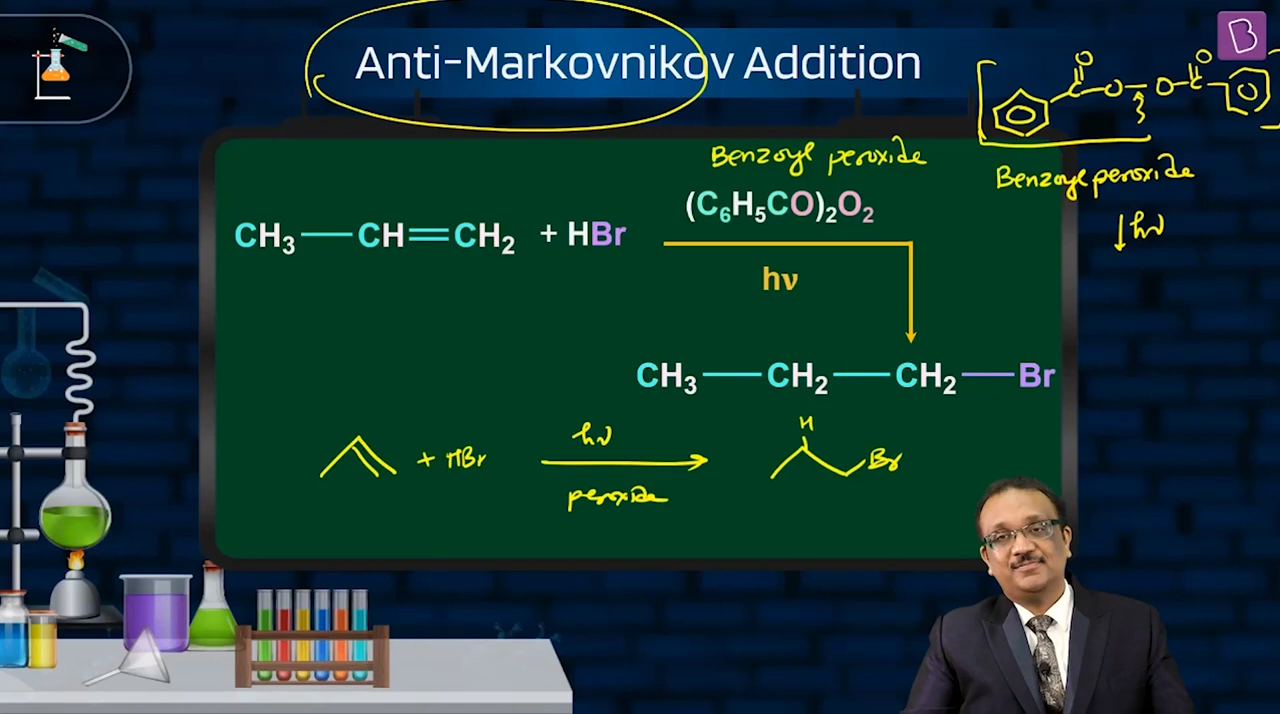 Anti-Markovnikov Addition
B
O O
C—O—O—C
Benzoyl peroxide
↓hν
Benzoyl peroxide
(C₆H₅CO)₂O₂
CH₃—CH=CH₂ + HBr
hν
CH₃—CH₂—CH₂—Br
+ HBr
hν
peroxide
H
Br